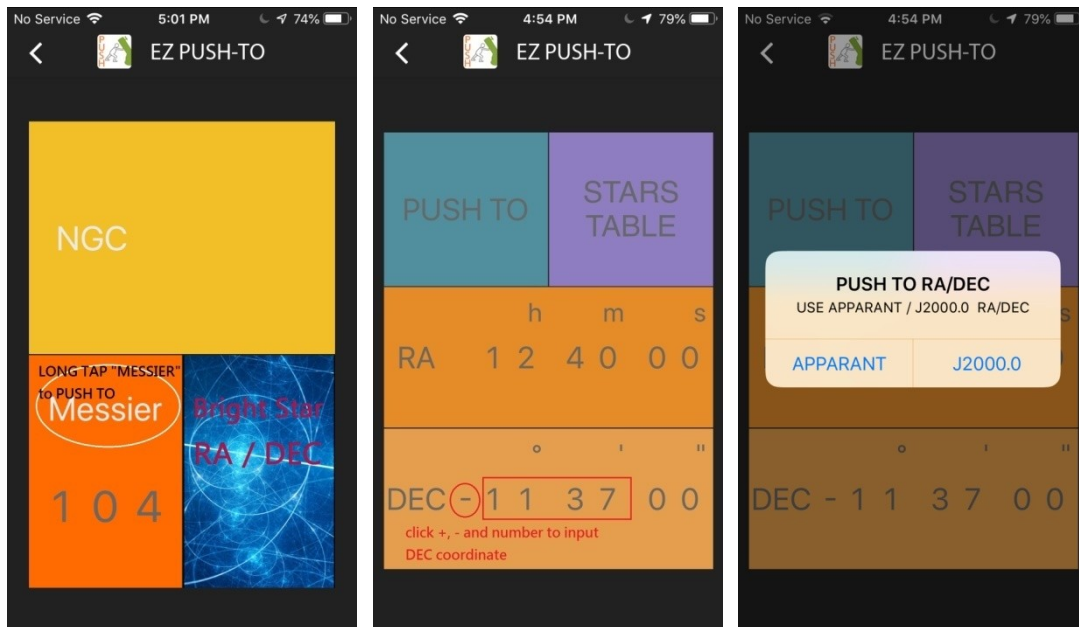 No Service 5:01 PM 74%
PUSH
EZ PUSH-TO
NGC
LONG TAP "MESSIER"
to PUSH TO
Messier
1 0 4
Bright Star
RA / DEC
No Service 4:54 PM 79%
PUSH
EZ PUSH-TO
PUSH TO
STARS
TABLE
h m s
RA 1 2 4 0 0 0
° ' "
DEC - 1 1 3 7 0 0
click +, - and number to input
DEC coordinate
No Service 4:54 PM 79%
PUSH
EZ PUSH-TO
PUSH TO
STARS
TABLE
PUSH TO RA/DEC
USE APPARANT / J2000.0 RA/DEC
APPARANT J2000.0
s
° ' "
DEC - 1 1 3 7 0 0